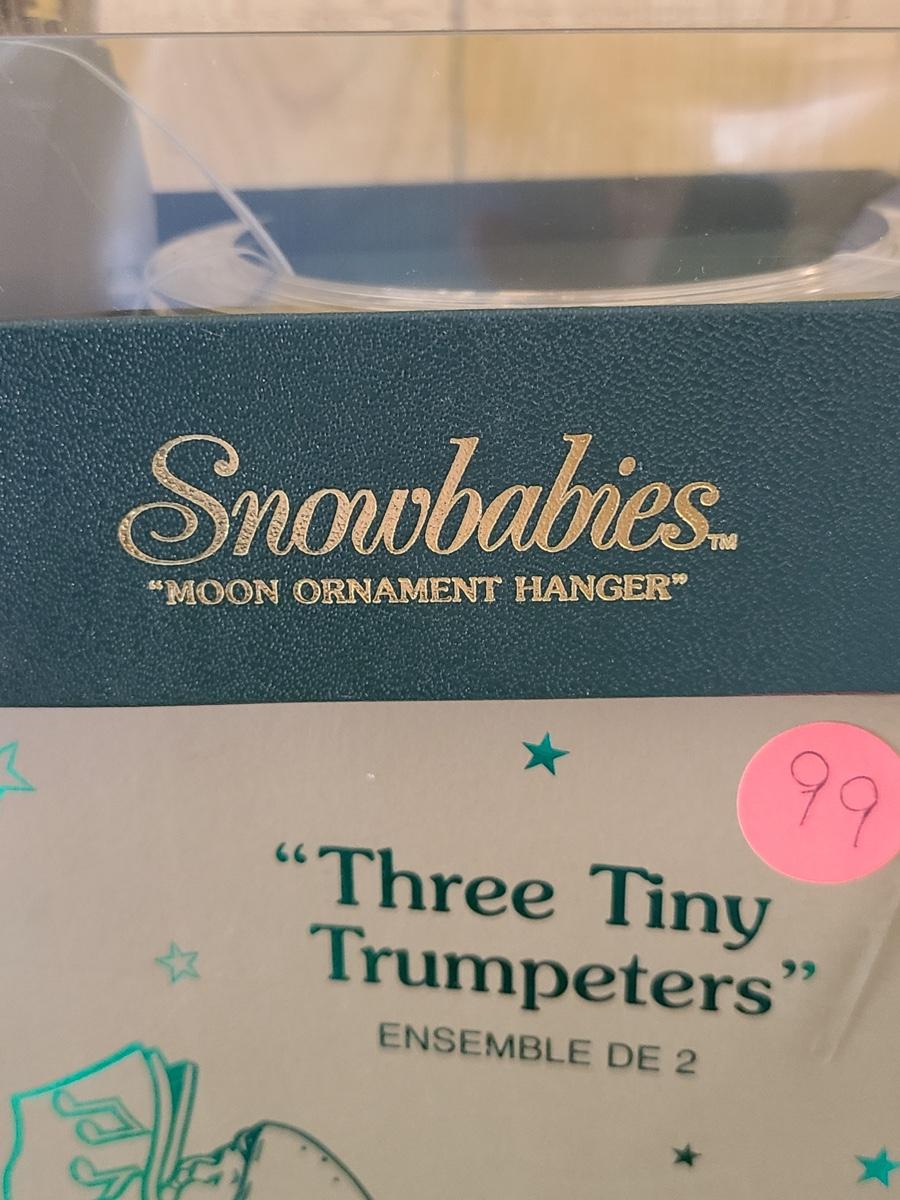 Snowbabies™
“MOON ORNAMENT HANGER”
99
“Three Tiny
Trumpeters”
ENSEMBLE DE 2